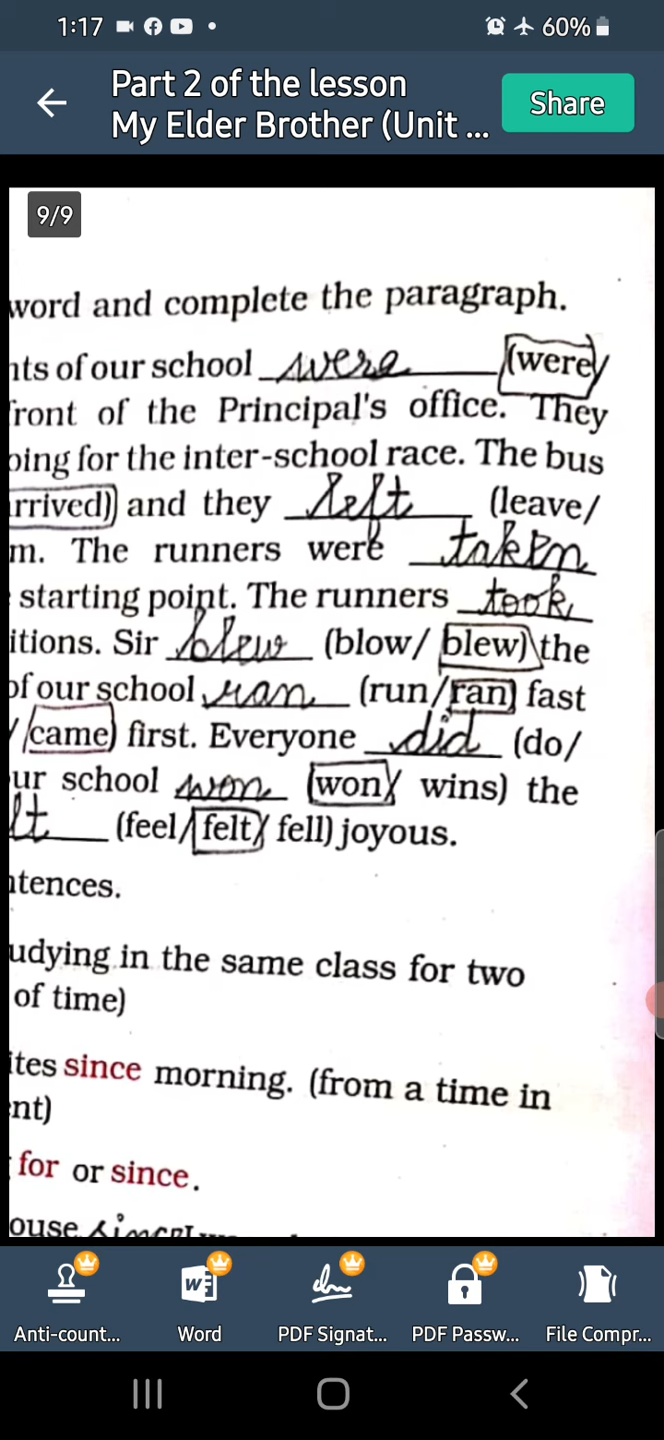 1:17 60%
Part 2 of the lesson
My Elder Brother (Unit ... Share
9/9
word and complete the paragraph.
nts of our school were (were/
front of the Principal's office. They
oing for the inter-school race. The bus
rrived) and they left (leave/
m. The runners were taken
starting point. The runners took
itions. Sir blew (blow/ blew) the
of our school ran (run/ran) fast
/came) first. Everyone did (do/
ur school won (won/ wins) the
lt (feel/ felt/ fell) joyous.
ntences.
udying in the same class for two
of time)
ites since morning. (from a time in
nt)
for or since.
ouse since
Anti-count... Word PDF Signat... PDF Passw... File Compr...